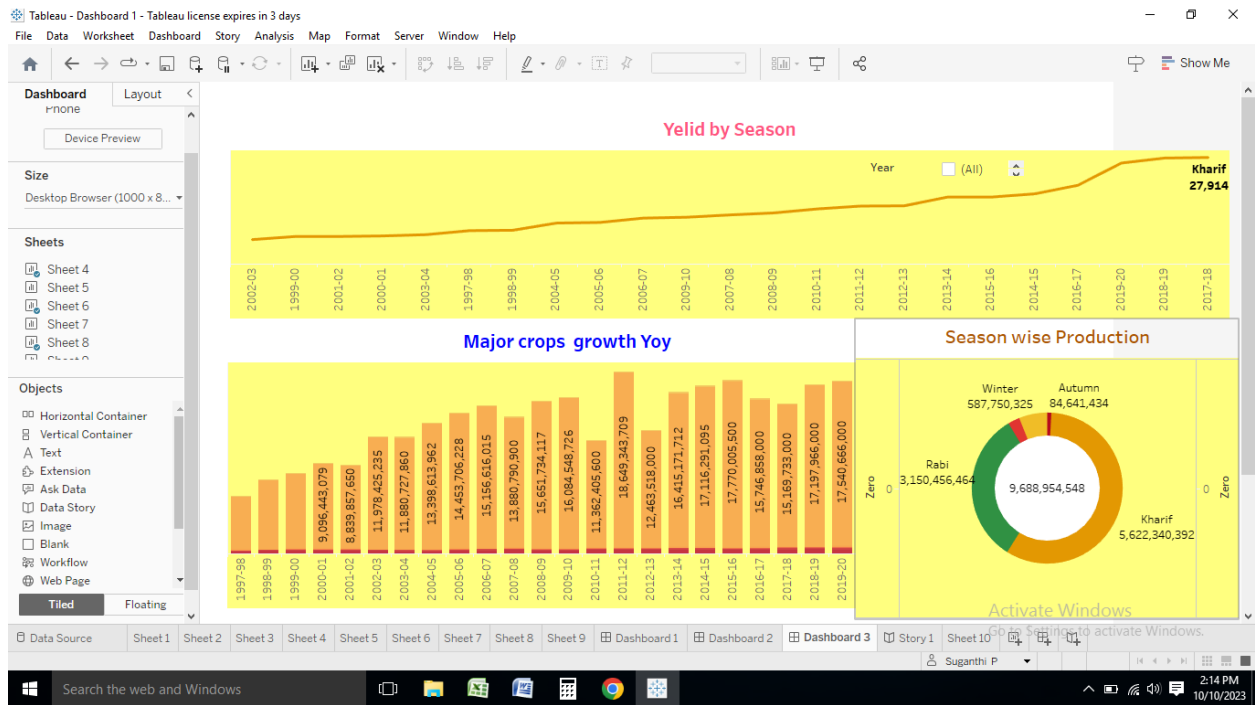 Tableau - Dashboard 1 - Tableau license expires in 3 days
File Data Worksheet Dashboard Story Analysis Map Format Server Window Help
Show Me
Dashboard Layout
Phone
Device Preview
Size
Desktop Browser (1000 x 8...
Sheets
Sheet 4
Sheet 5
Sheet 6
Sheet 7
Sheet 8
Objects
Horizontal Container
Vertical Container
Text
Extension
Ask Data
Data Story
Image
Blank
Workflow
Web Page
Tiled Floating
Yelid by Season
Year (All)
Kharif
27,914
2002-03 1999-00 2001-02 2000-01 2003-04 1997-98 1998-99 2004-05 2005-06 2006-07 2009-10 2007-08 2008-09 2010-11 2011-12 2012-13 2013-14 2015-16 2014-15 2016-17 2019-20 2018-19 2017-18
Major crops growth Yoy
9,096,443,079 8,839,857,650 11,978,425,235 11,880,727,860 13,398,613,962 14,453,706,228 15,156,616,015 13,880,790,900 15,651,734,117 16,084,548,726 11,362,405,600 18,649,343,709 12,463,518,000 16,415,171,712 17,116,291,095 17,770,005,500 15,746,858,000 15,169,733,000 17,197,966,000 17,540,666,000
1997-98 1998-99 1999-00 2000-01 2001-02 2002-03 2003-04 2004-05 2005-06 2006-07 2007-08 2008-09 2009-10 2010-11 2011-12 2012-13 2013-14 2014-15 2015-16 2016-17 2017-18 2018-19 2019-20
Season wise Production
Winter
587,750,325
Autumn
84,641,434
Rabi
3,150,456,464
9,688,954,548
Kharif
5,622,340,392
Zero 0
0 Zero
Activate Windows
Go to Settings to activate Windows.
Data Source Sheet 1 Sheet 2 Sheet 3 Sheet 4 Sheet 5 Sheet 6 Sheet 7 Sheet 8 Sheet 9 Dashboard 1 Dashboard 2 Dashboard 3 Story 1 Sheet 10
Suganthi P
Search the web and Windows
2:14 PM
10/10/2023